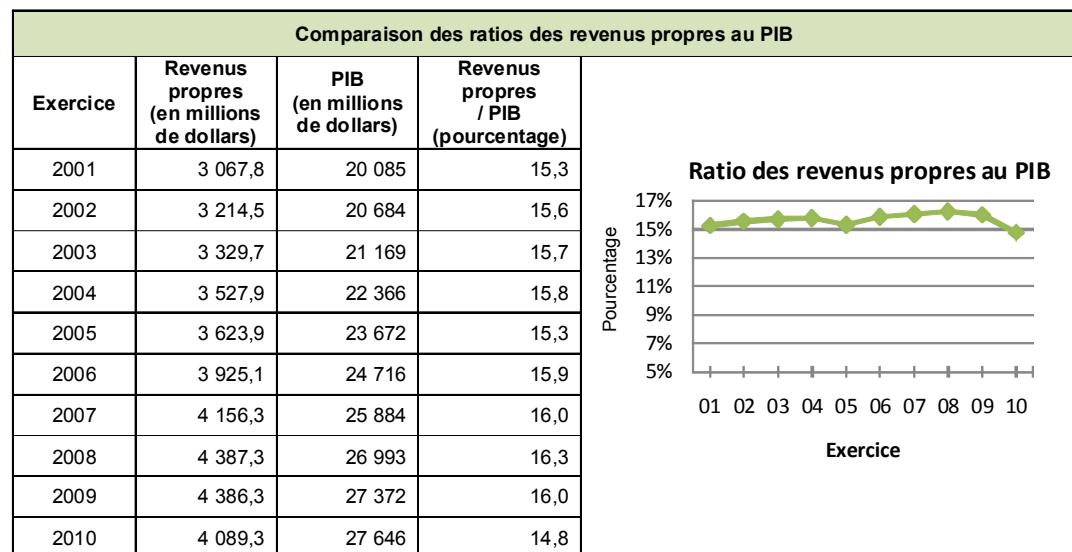 Comparaison des ratios des revenus propres au PIB
Exercice
Revenus
propres
(en millions
de dollars)
PIB
(en millions
de dollars)
Revenus
propres
/ PIB
(pourcentage)
2001 3 067,8 20 085 15,3
2002 3 214,5 20 684 15,6
2003 3 329,7 21 169 15,7
2004 3 527,9 22 366 15,8
2005 3 623,9 23 672 15,3
2006 3 925,1 24 716 15,9
2007 4 156,3 25 884 16,0
2008 4 387,3 26 993 16,3
2009 4 386,3 27 372 16,0
2010 4 089,3 27 646 14,8
Ratio des revenus propres au PIB
Pourcentage
17%
15%
13%
11%
9%
7%
5%
01 02 03 04 05 06 07 08 09 10
Exercice